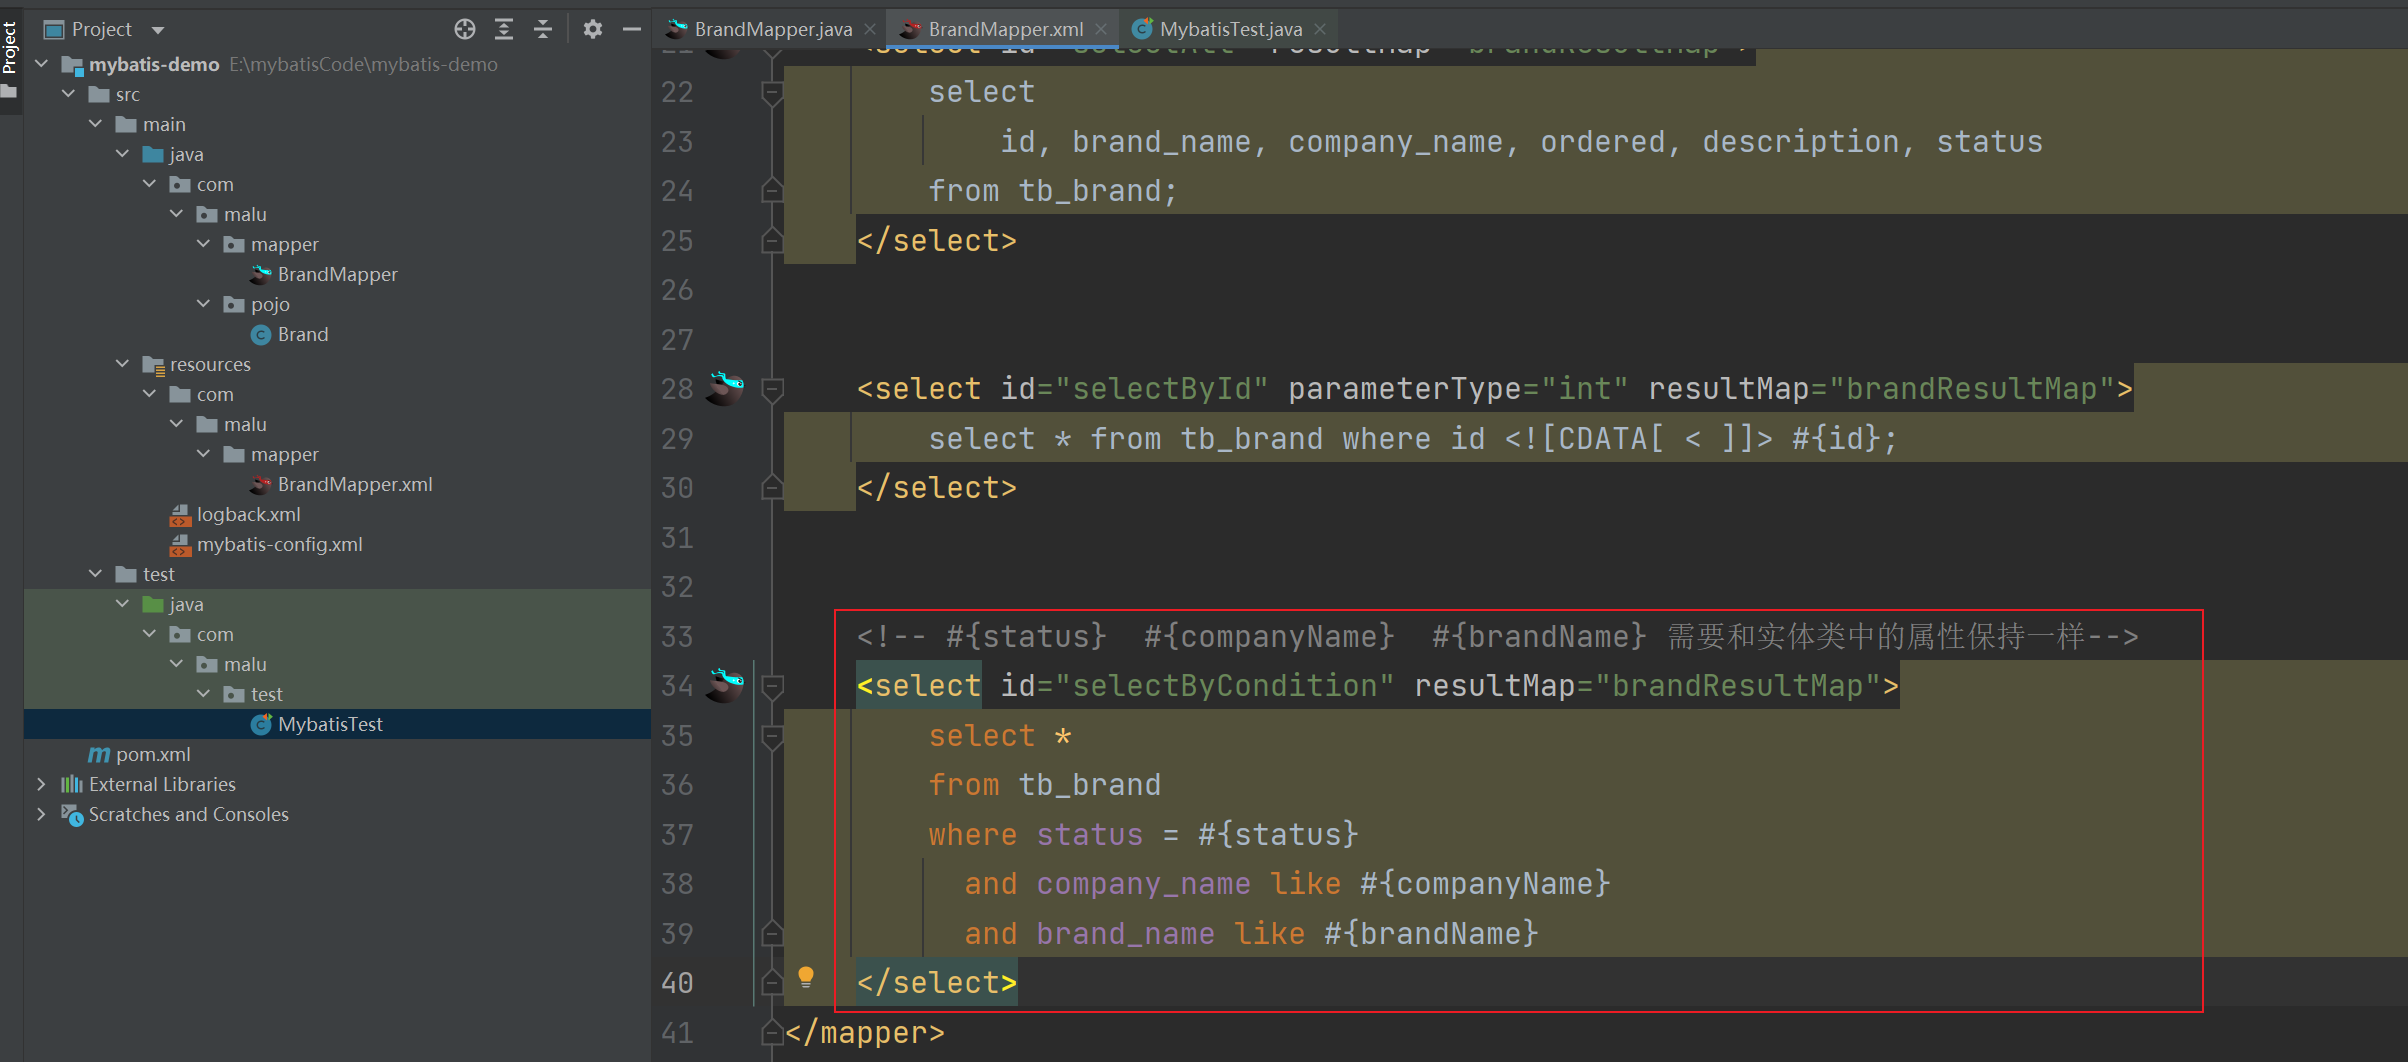 Project
Project
mybatis-demo E:\mybatisCode\mybatis-demo
src
main
java
com
malu
mapper
BrandMapper
pojo
Brand
resources
com
malu
mapper
BrandMapper.xml
logback.xml
mybatis-config.xml
test
java
com
malu
test
MybatisTest
pom.xml
External Libraries
Scratches and Consoles
BrandMapper.java
BrandMapper.xml
MybatisTest.java
21 <select id="selectAll" resultMap="brandResultMap">
22 select
23 id, brand_name, company_name, ordered, description, status
24 from tb_brand;
25 </select>
26
27
28 <select id="selectById" parameterType="int" resultMap="brandResultMap">
29 select * from tb_brand where id <![CDATA[ < ]]> #{id};
30 </select>
31
32
33 <!-- #{status}  #{companyName}  #{brandName} 需要和实体类中的属性保持一样-->
34 <select id="selectByCondition" resultMap="brandResultMap">
35 select *
36 from tb_brand
37 where status = #{status}
38 and company_name like #{companyName}
39 and brand_name like #{brandName}
40 </select>
41 </mapper>